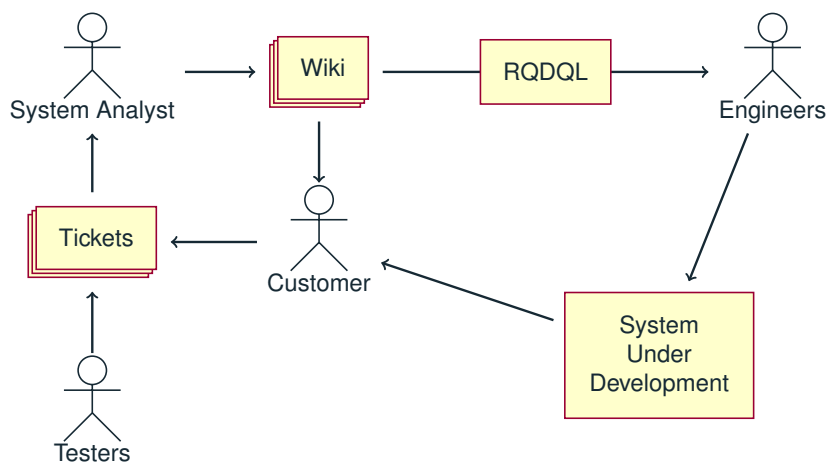 Wiki
RQDQL
System Analyst
Engineers
Tickets
Customer
System
Under
Development
Testers